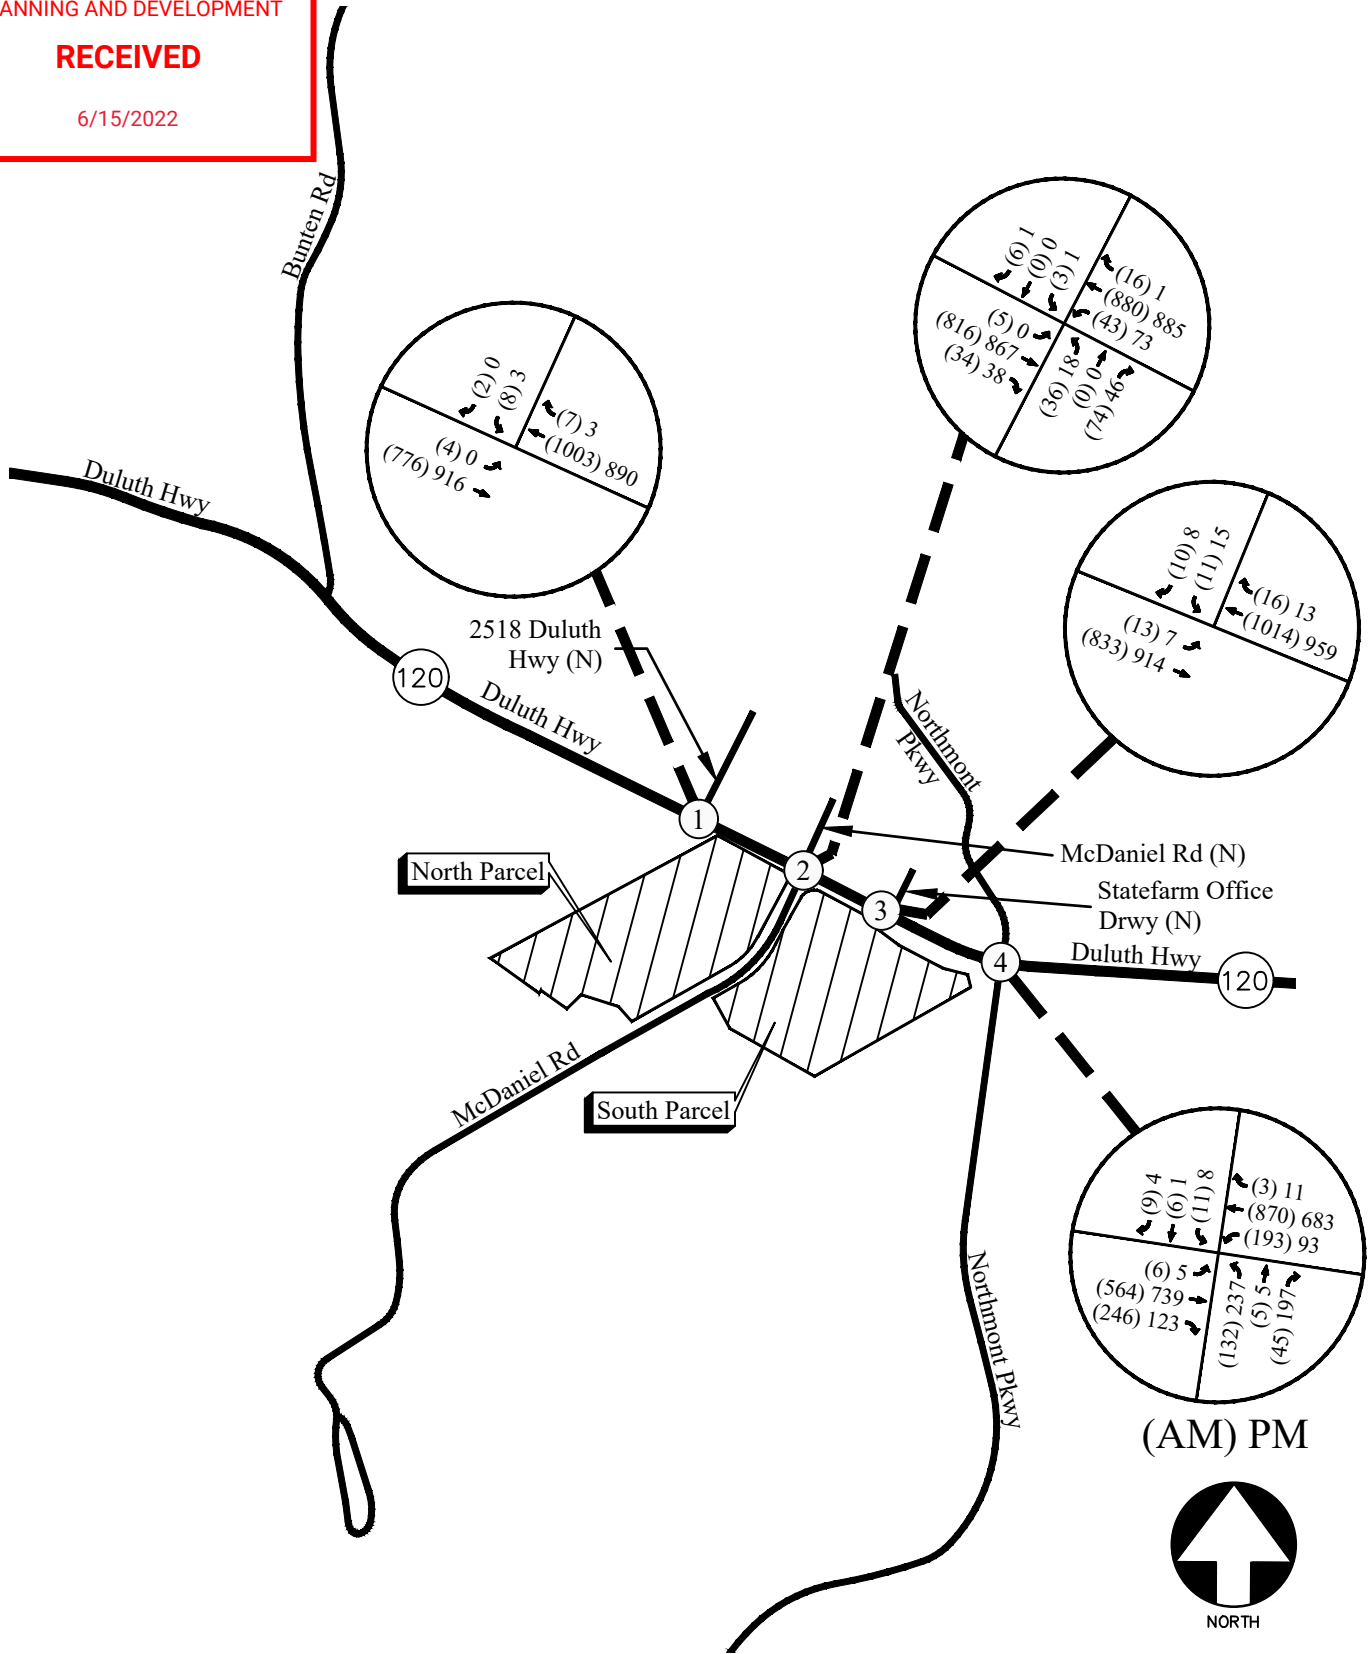 ANNING AND DEVELOPMENT
RECEIVED
6/15/2022
Bunten Rd
Duluth Hwy
120
Duluth Hwy
2518 Duluth
Hwy (N)
(2) 0
(8) 3
(7) 3
(1003) 890
(4) 0
(776) 916
(6) 1
(0) 0
(3) 1
(16) 1
(880) 885
(43) 73
(5) 0
(816) 867
(34) 38
(36) 18
(0) 0
(74) 46
(10) 8
(11) 15
(16) 13
(1014) 959
(13) 7
(833) 914
Northmont
Pkwy
1
2
3
4
McDaniel Rd (N)
Statefarm Office
Drwy (N)
Duluth Hwy
120
North Parcel
South Parcel
McDaniel Rd
Northmont Pkwy
(9) 4
(6) 1
(11) 8
(3) 11
(870) 683
(193) 93
(6) 5
(564) 739
(246) 123
(132) 237
(5) 5
(45) 197
(AM) PM
NORTH